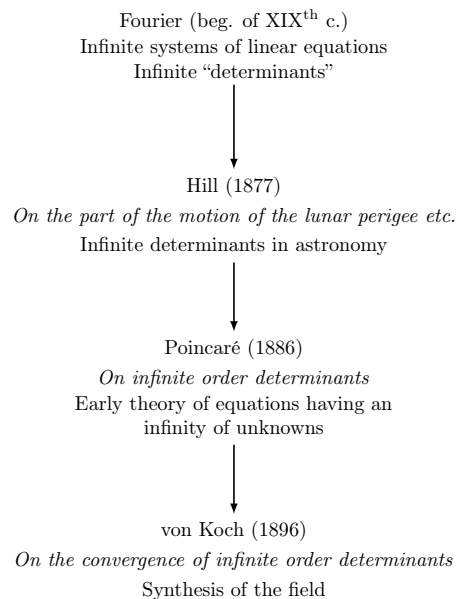 Fourier (beg. of XIXth c.)
Infinite systems of linear equations
Infinite “determinants”
Hill (1877)
On the part of the motion of the lunar perigee etc.
Infinite determinants in astronomy
Poincaré (1886)
On infinite order determinants
Early theory of equations having an
infinity of unknowns
von Koch (1896)
On the convergence of infinite order determinants
Synthesis of the field